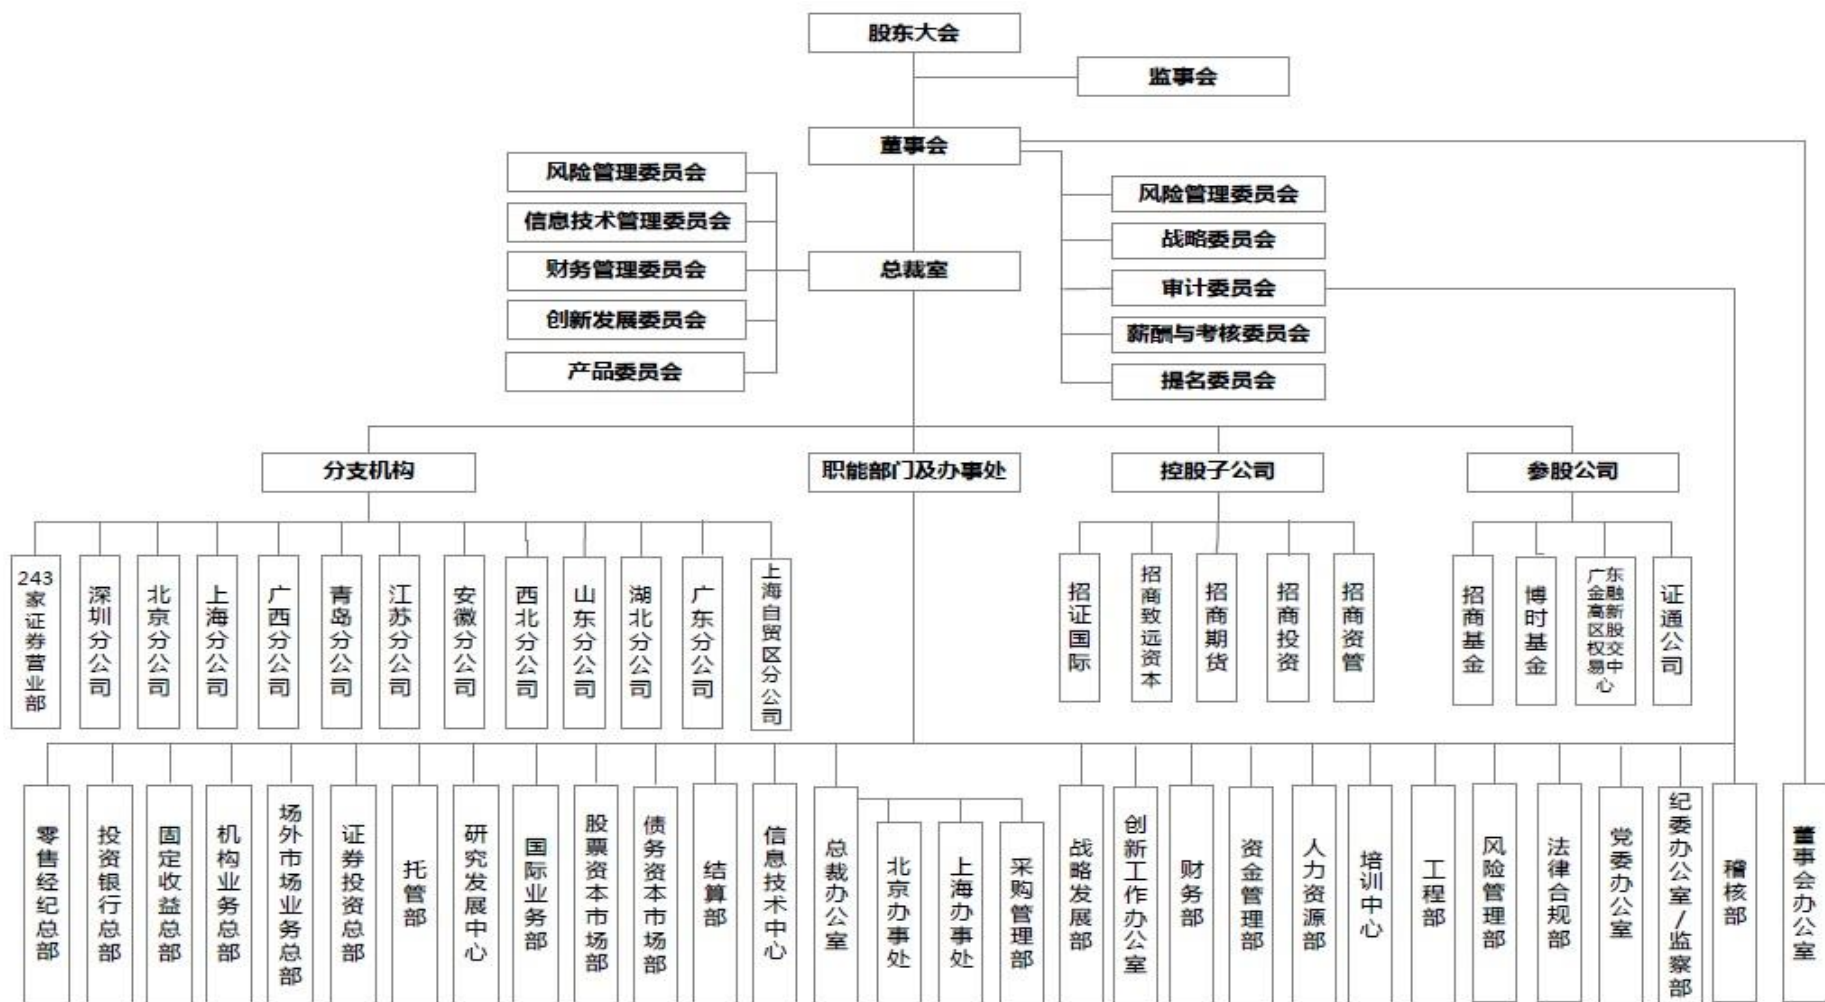 股东大会
监事会
董事会
风险管理委员会
信息技术管理委员会
财务管理委员会
创新发展委员会
产品委员会
总裁室
风险管理委员会
战略委员会
审计委员会
薪酬与考核委员会
提名委员会
分支机构
职能部门及办事处
控股子公司
参股公司
243家证券营业部
深圳分公司
北京分公司
上海分公司
广西分公司
青岛分公司
江苏分公司
安徽分公司
西北分公司
山东分公司
湖北分公司
广东分公司
上海自贸区分公司
招证国际
招商致远资本
招商期货
招商投资
招商资管
招商基金
博时基金
广东金融高新区股权交易中心
证通公司
零售经纪总部
投资银行总部
固定收益总部
机构业务总部
场外市场业务总部
证券投资总部
托管部
研究发展中心
国际业务部
股票资本市场部
债务资本市场部
结算部
信息技术中心
总裁办公室
北京办事处
上海办事处
采购管理部
战略发展部
创新工作办公室
财务部
资金管理部
人力资源部
培训中心
工程部
风险管理部
法律合规部
党委办公室
纪委办公室/监察部
稽核部
董事会办公室